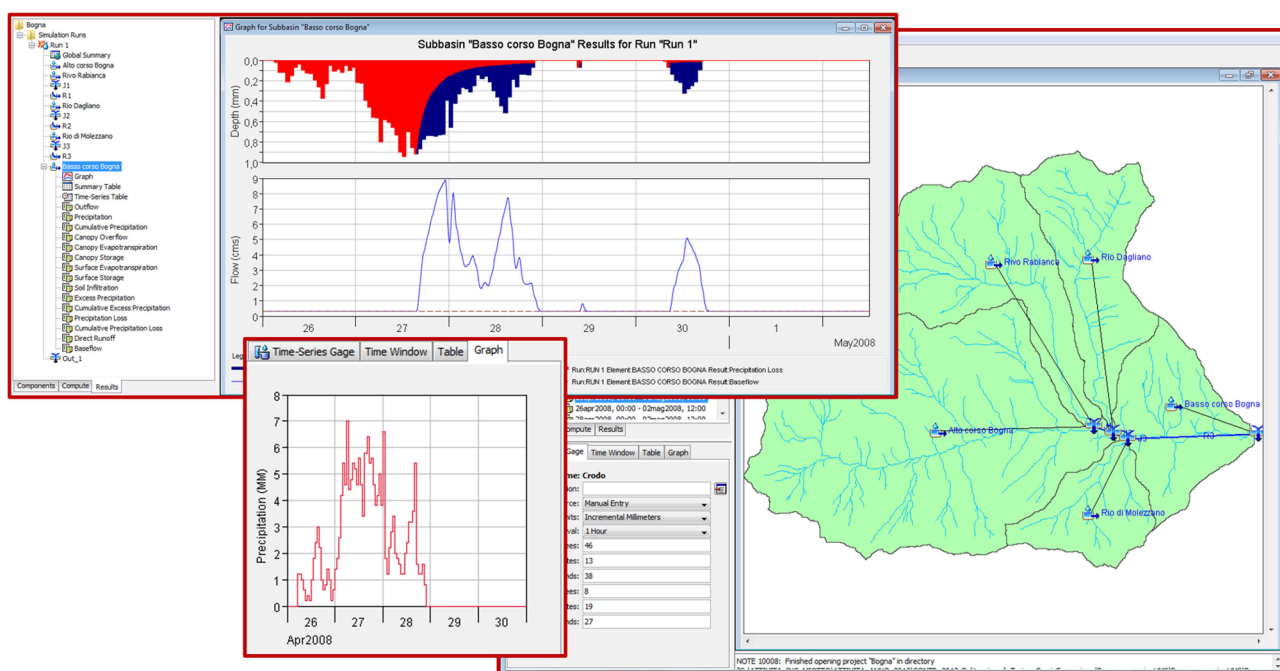 Bogna
Simulation Runs
Run 1
Global Summary
Alto corso Bogna
Rivo Rabianca
J1
R1
Rio Dagliano
J2
R2
Rio di Molezzano
J3
R3
Basso corso Bogna
Graph
Summary Table
Time-Series Table
Outflow
Precipitation
Cumulative Precipitation
Canopy Overflow
Canopy Evapotranspiration
Canopy Storage
Surface Evapotranspiration
Surface Storage
Soil Infiltration
Excess Precipitation
Cumulative Excess Precipitation
Precipitation Loss
Cumulative Precipitation Loss
Direct Runoff
Baseflow
Out_1
Components Compute Results
Graph for Subbasin "Basso corso Bogna"
Subbasin "Basso corso Bogna" Results for Run "Run 1"
Depth (mm)
0,0
0,2
0,4
0,6
0,8
1,0
Flow (cms)
9
8
7
6
5
4
3
2
1
0
26 27 28 29 30 1
May2008
Run:RUN 1 Element:BASSO CORSO BOGNA Result:Precipitation Loss
Run:RUN 1 Element:BASSO CORSO BOGNA Result:Baseflow
Time-Series Gage Time Window Table Graph
Precipitation (MM)
8
7
6
5
4
3
2
1
0
26 27 28 29 30
Apr2008
26apr2008, 00:00 - 02mag2008, 12:00
Results
Time Window Table Graph
Crodo
Manual Entry
Incremental Millimeters
1 Hour
46
13
38
8
19
27
Rivo Rabianca
Rio Dagliano
Basso corso Bogna
Alto corso Bogna
J3
R3
Rio di Molezzano
NOTE 10008: Finished opening project "Bogna" in directory